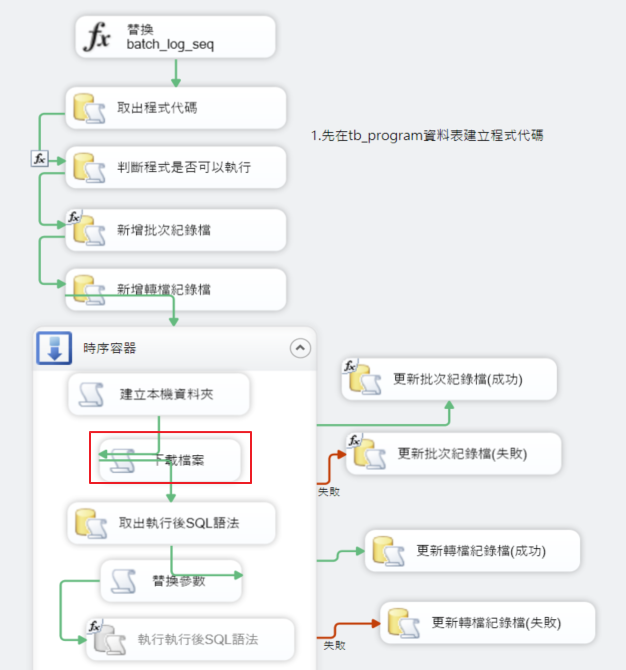 替換
batch_log_seq
取出程式代碼
1.先在tb_program資料表建立程式代碼
fx
判斷程式是否可以執行
fx
新增批次紀錄檔
新增轉檔紀錄檔
時序容器
fx
更新批次紀錄檔(成功)
建立本機資料夾
fx
更新批次紀錄檔(失敗)
下載檔案
失敗
取出執行後SQL語法
更新轉檔紀錄檔(成功)
替換參數
fx
執行執行後SQL語法
更新轉檔紀錄檔(失敗)
失敗